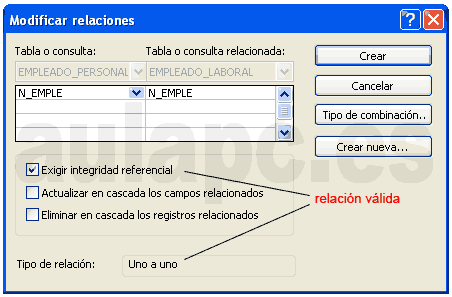 Modificar relaciones
Tabla o consulta: Tabla o consulta relacionada:
EMPLEADO_PERSONAL EMPLEADO_LABORAL
N_EMPLE N_EMPLE
Crear
Cancelar
Tipo de combinación..
Crear nueva...
aulapc.es
Exigir integridad referencial
Actualizar en cascada los campos relacionados
Eliminar en cascada los registros relacionados
relación válida
Tipo de relación: Uno a uno